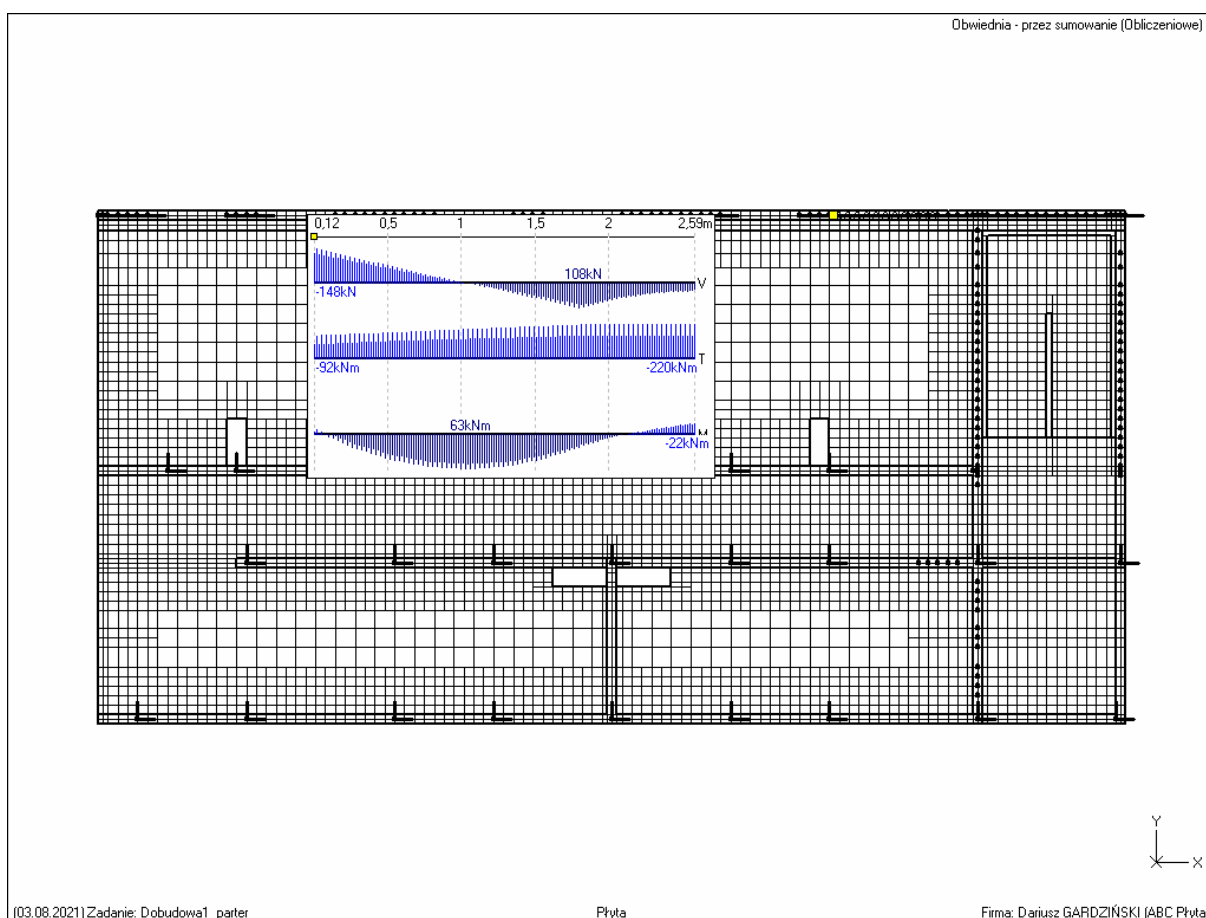 Obwiednia - przez sumowanie (Obliczeniowe)
0,12 0,5 1 1,5 2 2,59m
108kN
V
-148kN
T
-92kNm -220kNm
63kNm
M
-22kNm
Y
X
(03.08.2021) Zadanie: Dobudowa1_parter Płyta Firma: Dariusz GARDZIŃSKI (ABC Płyta